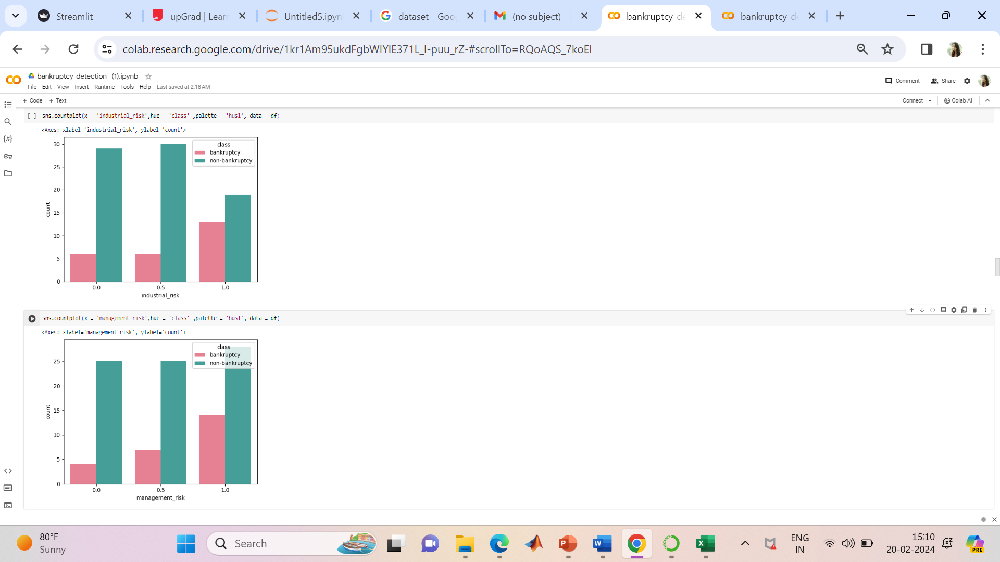 Streamlit
upGrad | Lear
Untitled5.ipyn
dataset - Goo
(no subject) -
bankruptcy_de
bankruptcy_de
colab.research.google.com/drive/1kr1Am95ukdFgbWIYlE371L_l-puu_rZ-#scrollTo=RQoAQS_7koEI
bankruptcy_detection_ (1).ipynb
File Edit View Insert Runtime Tools Help Last saved at 2:18 AM
Comment Share
+ Code + Text
Connect Colab AI
[ ] sns.countplot(x = 'industrial_risk',hue = 'class' ,palette = 'husl', data = df)
<Axes: xlabel='industrial_risk', ylabel='count'>
class
bankruptcy
non-bankruptcy
30
25
20
15
10
5
0
count
0.0 0.5 1.0
industrial_risk
sns.countplot(x = 'management_risk',hue = 'class' ,palette = 'husl', data = df)
<Axes: xlabel='management_risk', ylabel='count'>
class
bankruptcy
non-bankruptcy
25
20
15
10
5
0
count
0.0 0.5 1.0
management_risk
80°F
Sunny
Search
PRE
ENG
IN
15:10
20-02-2024